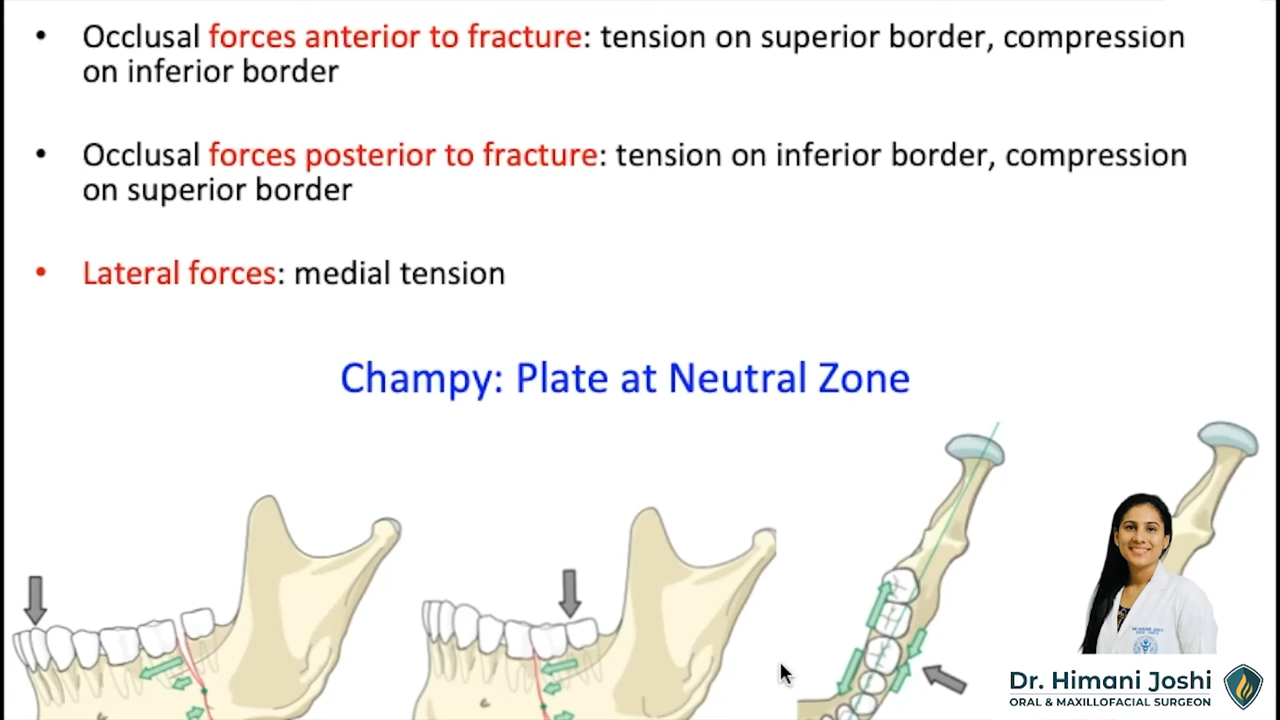 • Occlusal forces anterior to fracture: tension on superior border, compression
on inferior border
• Occlusal forces posterior to fracture: tension on inferior border, compression
on superior border
• Lateral forces: medial tension
Champy: Plate at Neutral Zone
Dr. Himani Joshi
ORAL & MAXILLOFACIAL SURGEON